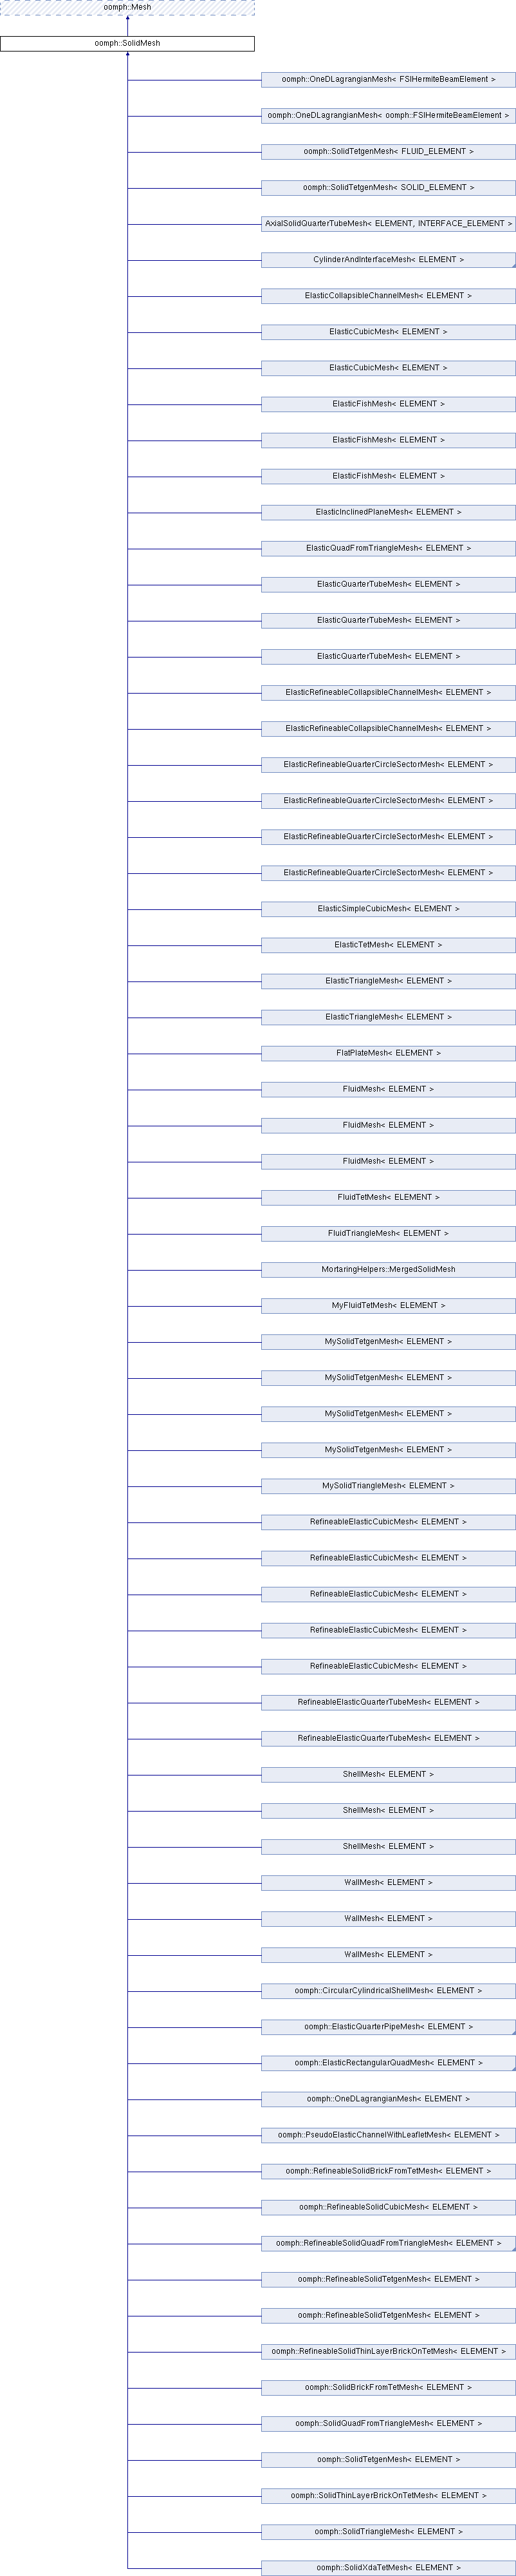 oomph::Mesh
oomph::SolidMesh
oomph::OneDLagrangianMesh< FSIHermiteBeamElement >
oomph::OneDLagrangianMesh< oomph::FSIHermiteBeamElement >
oomph::SolidTetgenMesh< FLUID_ELEMENT >
oomph::SolidTetgenMesh< SOLID_ELEMENT >
AxialSolidQuarterTubeMesh< ELEMENT, INTERFACE_ELEMENT >
CylinderAndInterfaceMesh< ELEMENT >
ElasticCollapsibleChannelMesh< ELEMENT >
ElasticCubicMesh< ELEMENT >
ElasticCubicMesh< ELEMENT >
ElasticFishMesh< ELEMENT >
ElasticFishMesh< ELEMENT >
ElasticFishMesh< ELEMENT >
ElasticInclinedPlaneMesh< ELEMENT >
ElasticQuadFromTriangleMesh< ELEMENT >
ElasticQuarterTubeMesh< ELEMENT >
ElasticQuarterTubeMesh< ELEMENT >
ElasticQuarterTubeMesh< ELEMENT >
ElasticRefineableCollapsibleChannelMesh< ELEMENT >
ElasticRefineableCollapsibleChannelMesh< ELEMENT >
ElasticRefineableQuarterCircleSectorMesh< ELEMENT >
ElasticRefineableQuarterCircleSectorMesh< ELEMENT >
ElasticRefineableQuarterCircleSectorMesh< ELEMENT >
ElasticRefineableQuarterCircleSectorMesh< ELEMENT >
ElasticSimpleCubicMesh< ELEMENT >
ElasticTetMesh< ELEMENT >
ElasticTriangleMesh< ELEMENT >
ElasticTriangleMesh< ELEMENT >
FlatPlateMesh< ELEMENT >
FluidMesh< ELEMENT >
FluidMesh< ELEMENT >
FluidMesh< ELEMENT >
FluidTetMesh< ELEMENT >
FluidTriangleMesh< ELEMENT >
MortaringHelpers::MergedSolidMesh
MyFluidTetMesh< ELEMENT >
MySolidTetgenMesh< ELEMENT >
MySolidTetgenMesh< ELEMENT >
MySolidTetgenMesh< ELEMENT >
MySolidTetgenMesh< ELEMENT >
MySolidTriangleMesh< ELEMENT >
RefineableElasticCubicMesh< ELEMENT >
RefineableElasticCubicMesh< ELEMENT >
RefineableElasticCubicMesh< ELEMENT >
RefineableElasticCubicMesh< ELEMENT >
RefineableElasticCubicMesh< ELEMENT >
RefineableElasticQuarterTubeMesh< ELEMENT >
RefineableElasticQuarterTubeMesh< ELEMENT >
ShellMesh< ELEMENT >
ShellMesh< ELEMENT >
ShellMesh< ELEMENT >
WallMesh< ELEMENT >
WallMesh< ELEMENT >
WallMesh< ELEMENT >
oomph::CircularCylindricalShellMesh< ELEMENT >
oomph::ElasticQuarterPipeMesh< ELEMENT >
oomph::ElasticRectangularQuadMesh< ELEMENT >
oomph::OneDLagrangianMesh< ELEMENT >
oomph::PseudoElasticChannelWithLeafletMesh< ELEMENT >
oomph::RefineableSolidBrickFromTetMesh< ELEMENT >
oomph::RefineableSolidCubicMesh< ELEMENT >
oomph::RefineableSolidQuadFromTriangleMesh< ELEMENT >
oomph::RefineableSolidTetgenMesh< ELEMENT >
oomph::RefineableSolidTetgenMesh< ELEMENT >
oomph::RefineableSolidThinLayerBrickOnTetMesh< ELEMENT >
oomph::SolidBrickFromTetMesh< ELEMENT >
oomph::SolidQuadFromTriangleMesh< ELEMENT >
oomph::SolidTetgenMesh< ELEMENT >
oomph::SolidThinLayerBrickOnTetMesh< ELEMENT >
oomph::SolidTriangleMesh< ELEMENT >
oomph::SolidXdaTetMesh< ELEMENT >